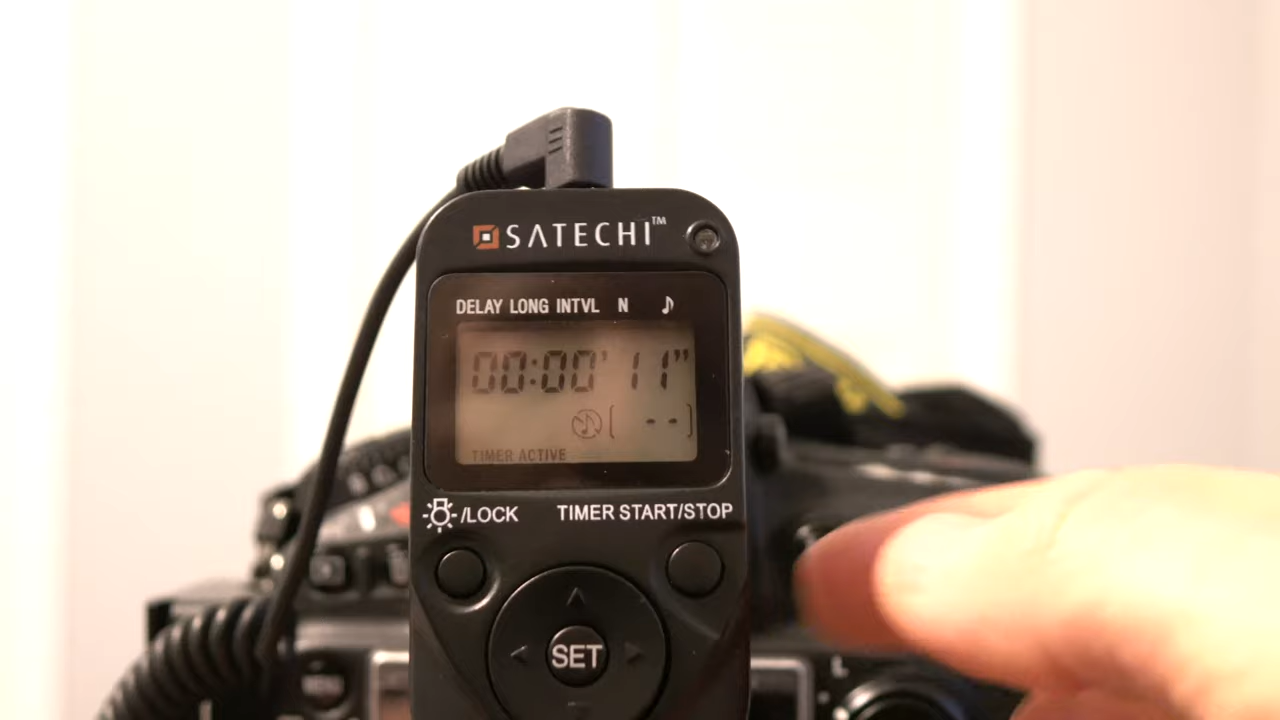 SATECHI™
DELAY LONG INTVL N ♪
00:00' 11"
[ --]
TIMER ACTIVE
/LOCK TIMER START/STOP
SET
L